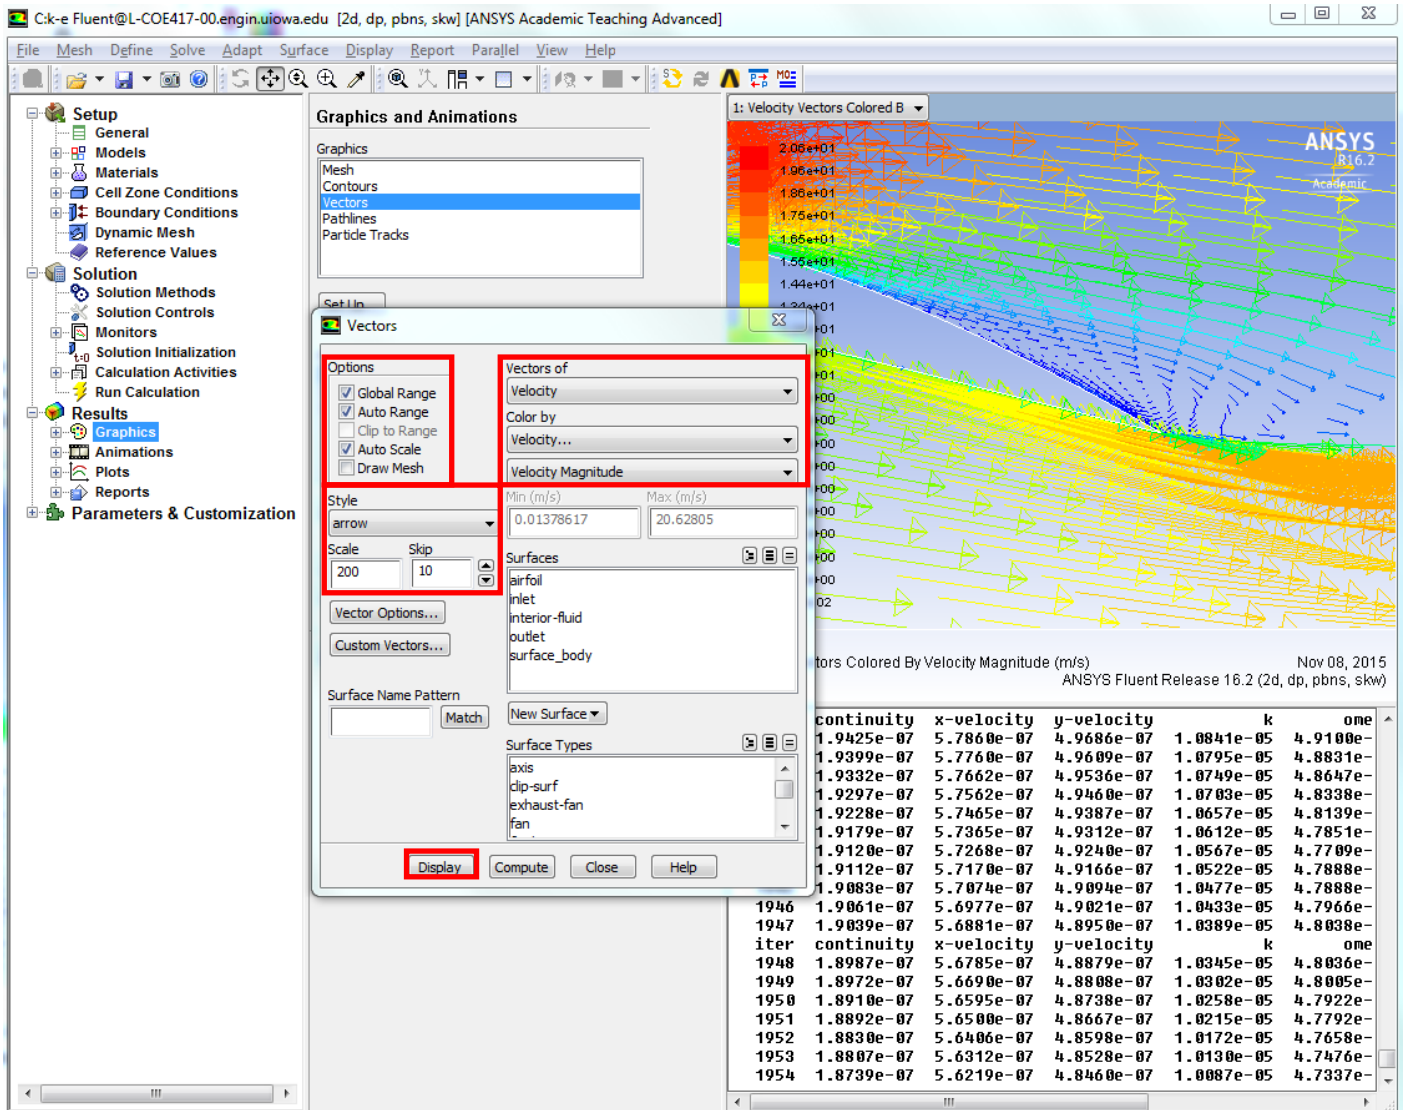 C:k-e Fluent@L-COE417-00.engin.uiowa.edu [2d, dp, pbns, skw] [ANSYS Academic Teaching Advanced]
File Mesh Define Solve Adapt Surface Display Report Parallel View Help
Setup
General
Models
Materials
Cell Zone Conditions
Boundary Conditions
Dynamic Mesh
Reference Values
Solution
Solution Methods
Solution Controls
Monitors
t=0 Solution Initialization
Calculation Activities
Run Calculation
Results
Graphics
Animations
Plots
Reports
Parameters & Customization
Graphics and Animations
Graphics
Mesh
Contours
Vectors
Pathlines
Particle Tracks
Set Up...
Vectors
Options
Global Range
Auto Range
Clip to Range
Auto Scale
Draw Mesh
Style
arrow
Scale Skip
200 10
Vector Options...
Custom Vectors...
Surface Name Pattern
Match
Vectors of
Velocity
Color by
Velocity...
Velocity Magnitude
Min (m/s) Max (m/s)
0.01378617 20.62805
Surfaces
airfoil
inlet
interior-fluid
outlet
surface_body
New Surface
Surface Types
axis
clip-surf
exhaust-fan
fan
Display Compute Close Help
1: Velocity Vectors Colored B
ANSYS
R16.2
Academic
2.06e+01
1.96e+01
1.86e+01
1.75e+01
1.65e+01
1.55e+01
1.44e+01
1.34e+01
+01
+01
+01
+00
+00
+00
+00
+00
+00
+00
+00
+00
02
tors Colored By Velocity Magnitude (m/s) Nov 08, 2015
ANSYS Fluent Release 16.2 (2d, dp, pbns, skw)
continuity x-velocity y-velocity k ome
1.9425e-07 5.7860e-07 4.9686e-07 1.0841e-05 4.9100e-
1.9399e-07 5.7760e-07 4.9609e-07 1.0795e-05 4.8831e-
1.9332e-07 5.7662e-07 4.9536e-07 1.0749e-05 4.8647e-
1.9297e-07 5.7562e-07 4.9460e-07 1.0703e-05 4.8338e-
1.9228e-07 5.7465e-07 4.9387e-07 1.0657e-05 4.8139e-
1.9179e-07 5.7365e-07 4.9312e-07 1.0612e-05 4.7851e-
1.9120e-07 5.7268e-07 4.9240e-07 1.0567e-05 4.7709e-
1.9112e-07 5.7170e-07 4.9166e-07 1.0522e-05 4.7888e-
1.9083e-07 5.7074e-07 4.9094e-07 1.0477e-05 4.7888e-
1946 1.9061e-07 5.6977e-07 4.9021e-07 1.0433e-05 4.7966e-
1947 1.9039e-07 5.6881e-07 4.8950e-07 1.0389e-05 4.8038e-
iter continuity x-velocity y-velocity k ome
1948 1.8987e-07 5.6785e-07 4.8879e-07 1.0345e-05 4.8036e-
1949 1.8972e-07 5.6690e-07 4.8808e-07 1.0302e-05 4.8005e-
1950 1.8910e-07 5.6595e-07 4.8738e-07 1.0258e-05 4.7922e-
1951 1.8892e-07 5.6500e-07 4.8667e-07 1.0215e-05 4.7792e-
1952 1.8830e-07 5.6406e-07 4.8598e-07 1.0172e-05 4.7658e-
1953 1.8807e-07 5.6312e-07 4.8528e-07 1.0130e-05 4.7476e-
1954 1.8739e-07 5.6219e-07 4.8460e-07 1.0087e-05 4.7337e-